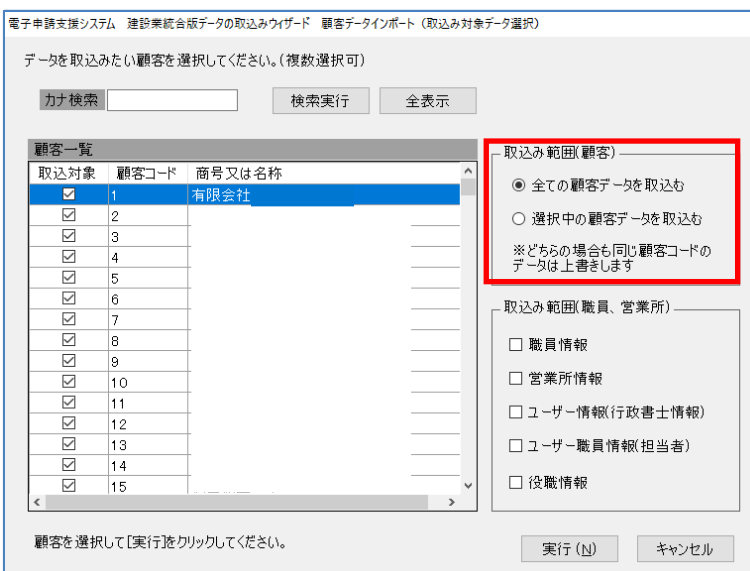 電子申請支援システム 建設業統合版データの取込みウィザード 顧客データインポート（取込み対象データ選択）
データを取込みたい顧客を選択してください。(複数選択可)
カナ検索
検索実行
全表示
顧客一覧
取込対象 顧客コード 商号又は名称
1 有限会社
2
3
4
5
6
7
8
9
10
11
12
13
14
15
取込み範囲(顧客)
全ての顧客データを取込む
選択中の顧客データを取込む
※どちらの場合も同じ顧客コードの
データは上書きします
取込み範囲(職員、営業所)
職員情報
営業所情報
ユーザー情報(行政書士情報)
ユーザー職員情報(担当者)
役職情報
顧客を選択して[実行]をクリックしてください。
実行(N)
キャンセル